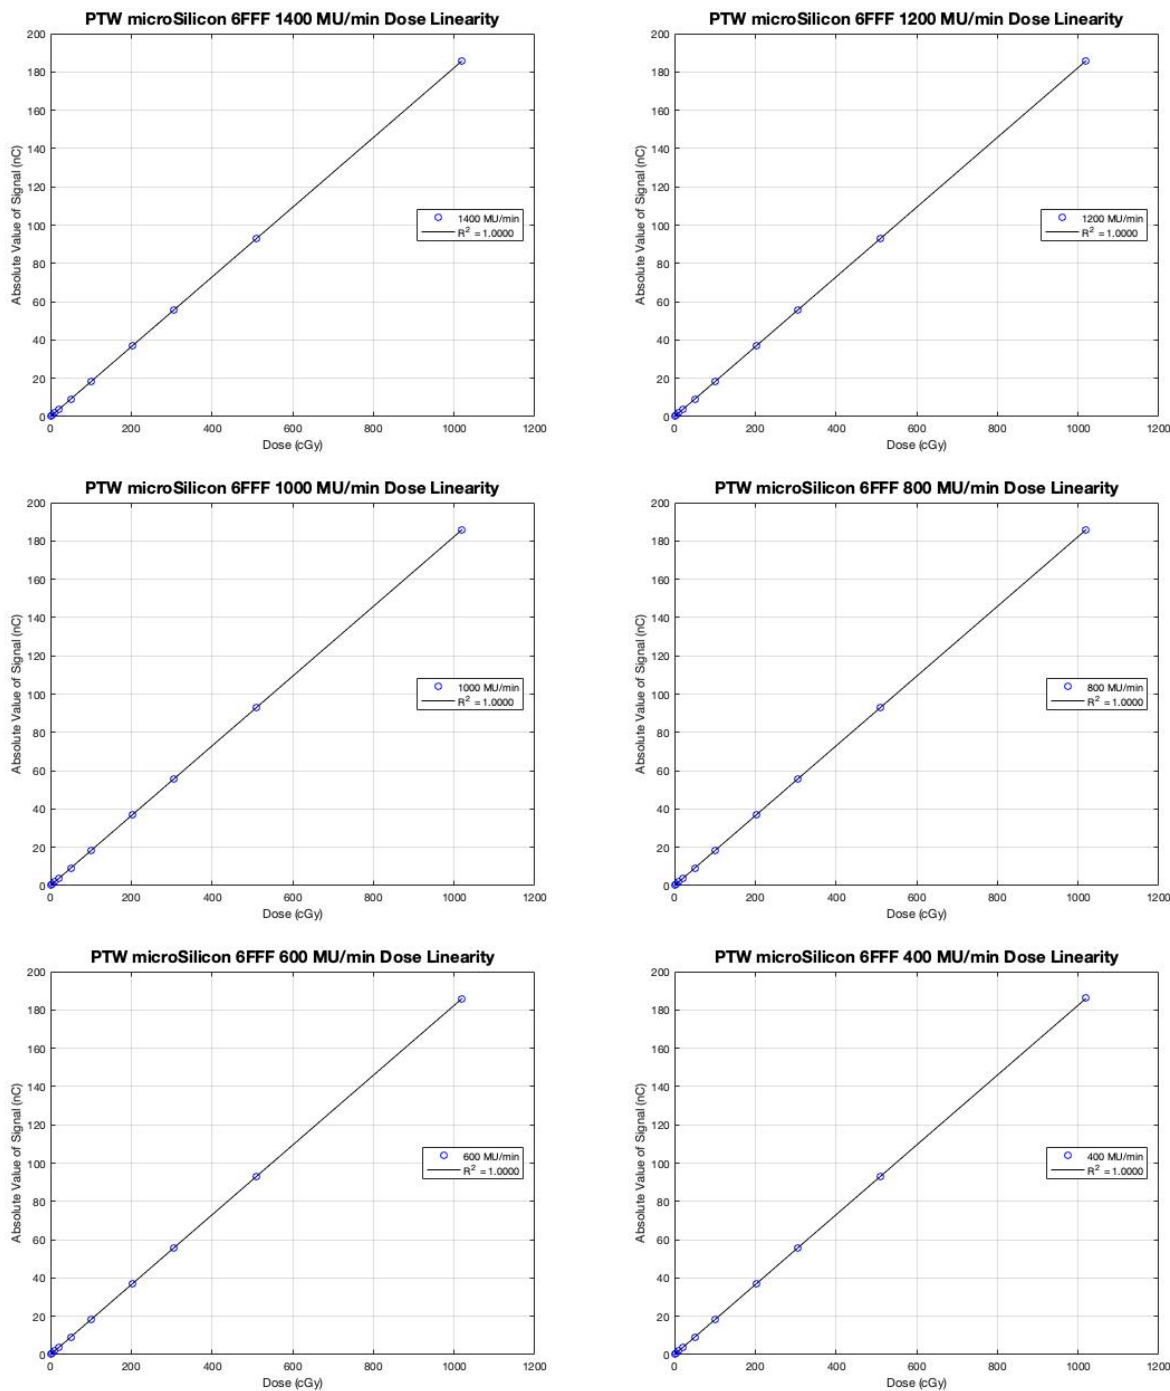 PTW microSilicon 6FFF 1400 MU/min Dose Linearity
200
180
160
140
120
100
80
60
40
20
0
Absolute Value of Signal (nC)
1400 MU/min
R² = 1.0000
0 200 400 600 800 1000 1200
Dose (cGy)
PTW microSilicon 6FFF 1200 MU/min Dose Linearity
200
180
160
140
120
100
80
60
40
20
0
Absolute Value of Signal (nC)
1200 MU/min
R² = 1.0000
0 200 400 600 800 1000 1200
Dose (cGy)
PTW microSilicon 6FFF 1000 MU/min Dose Linearity
200
180
160
140
120
100
80
60
40
20
0
Absolute Value of Signal (nC)
1000 MU/min
R² = 1.0000
0 200 400 600 800 1000 1200
Dose (cGy)
PTW microSilicon 6FFF 800 MU/min Dose Linearity
200
180
160
140
120
100
80
60
40
20
0
Absolute Value of Signal (nC)
800 MU/min
R² = 1.0000
0 200 400 600 800 1000 1200
Dose (cGy)
PTW microSilicon 6FFF 600 MU/min Dose Linearity
200
180
160
140
120
100
80
60
40
20
0
Absolute Value of Signal (nC)
600 MU/min
R² = 1.0000
0 200 400 600 800 1000 1200
Dose (cGy)
PTW microSilicon 6FFF 400 MU/min Dose Linearity
200
180
160
140
120
100
80
60
40
20
0
Absolute Value of Signal (nC)
400 MU/min
R² = 1.0000
0 200 400 600 800 1000 1200
Dose (cGy)